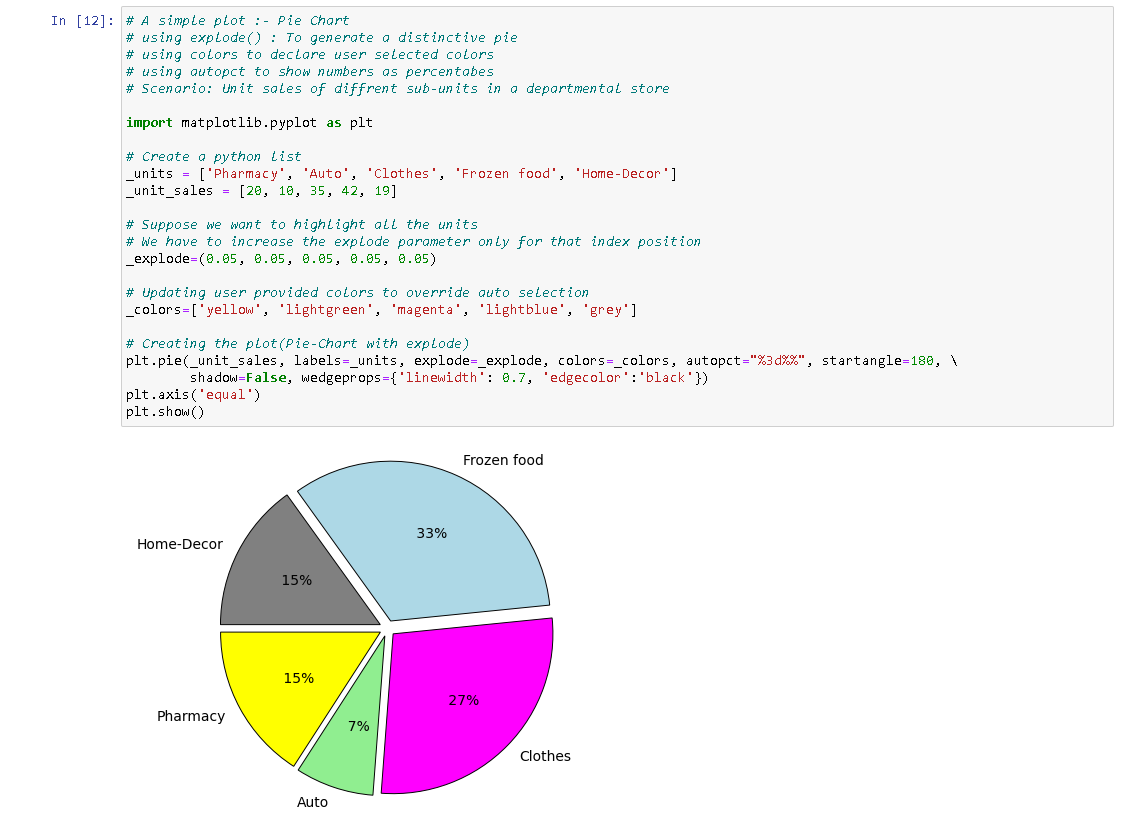 In [12]:
# A simple plot :- Pie Chart
# using explode() : To generate a distinctive pie
# using colors to declare user selected colors
# using autopct to show numbers as percentabes
# Scenario: Unit sales of diffrent sub-units in a departmental store
import matplotlib.pyplot as plt
# Create a python list
_units = ['Pharmacy', 'Auto', 'Clothes', 'Frozen food', 'Home-Decor']
_unit_sales = [20, 10, 35, 42, 19]
# Suppose we want to highlight all the units
# We have to increase the explode parameter only for that index position
_explode=(0.05, 0.05, 0.05, 0.05, 0.05)
# Updating user provided colors to override auto selection
_colors=['yellow', 'lightgreen', 'magenta', 'lightblue', 'grey']
# Creating the plot(Pie-Chart with explode)
plt.pie(_unit_sales, labels=_units, explode=_explode, colors=_colors, autopct="%3d%%", startangle=180, \
shadow=False, wedgeprops={'linewidth': 0.7, 'edgecolor':'black'})
plt.axis('equal')
plt.show()
Frozen food
33%
Home-Decor
15%
15%
27%
Pharmacy
7%
Clothes
Auto